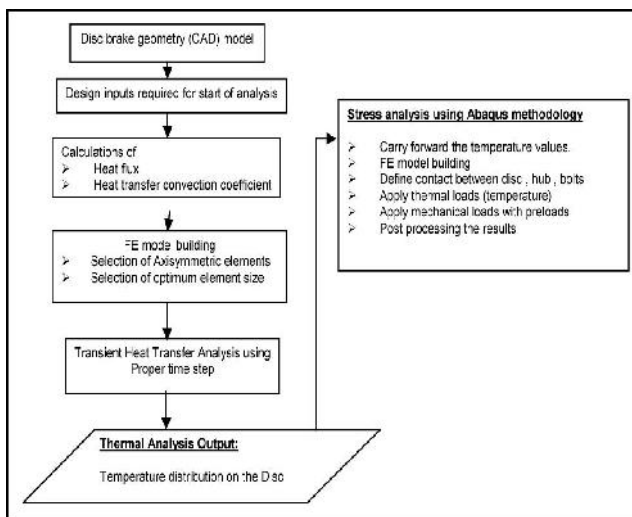 Disc brake geometry (CAD) model
Design inputs required for start of analysis
Calculations of
➢ Heat flux
➢ Heat transfer convection coefficient
FE model building
➢ Selection of Axisymmetric elements
➢ Selection of optimum element size
Transient Heat Transfer Analysis using
Proper time step
Thermal Analysis Output:
Temperature distribution on the Disc
Stress analysis using Abaqus methodology
➢ Carry forward the temperature values.
➢ FE model building
➢ Define contact between disc , hub , bolts
➢ Apply thermal loads (temperature)
➢ Apply mechanical loads with preloads
➢ Post processing the results